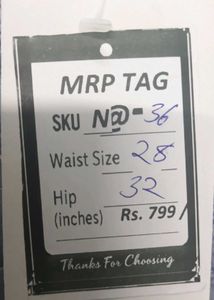 MRP TAG
SKU N@-36
Waist Size 28
Hip 32
(inches) Rs. 799/
Thanks For Choosing